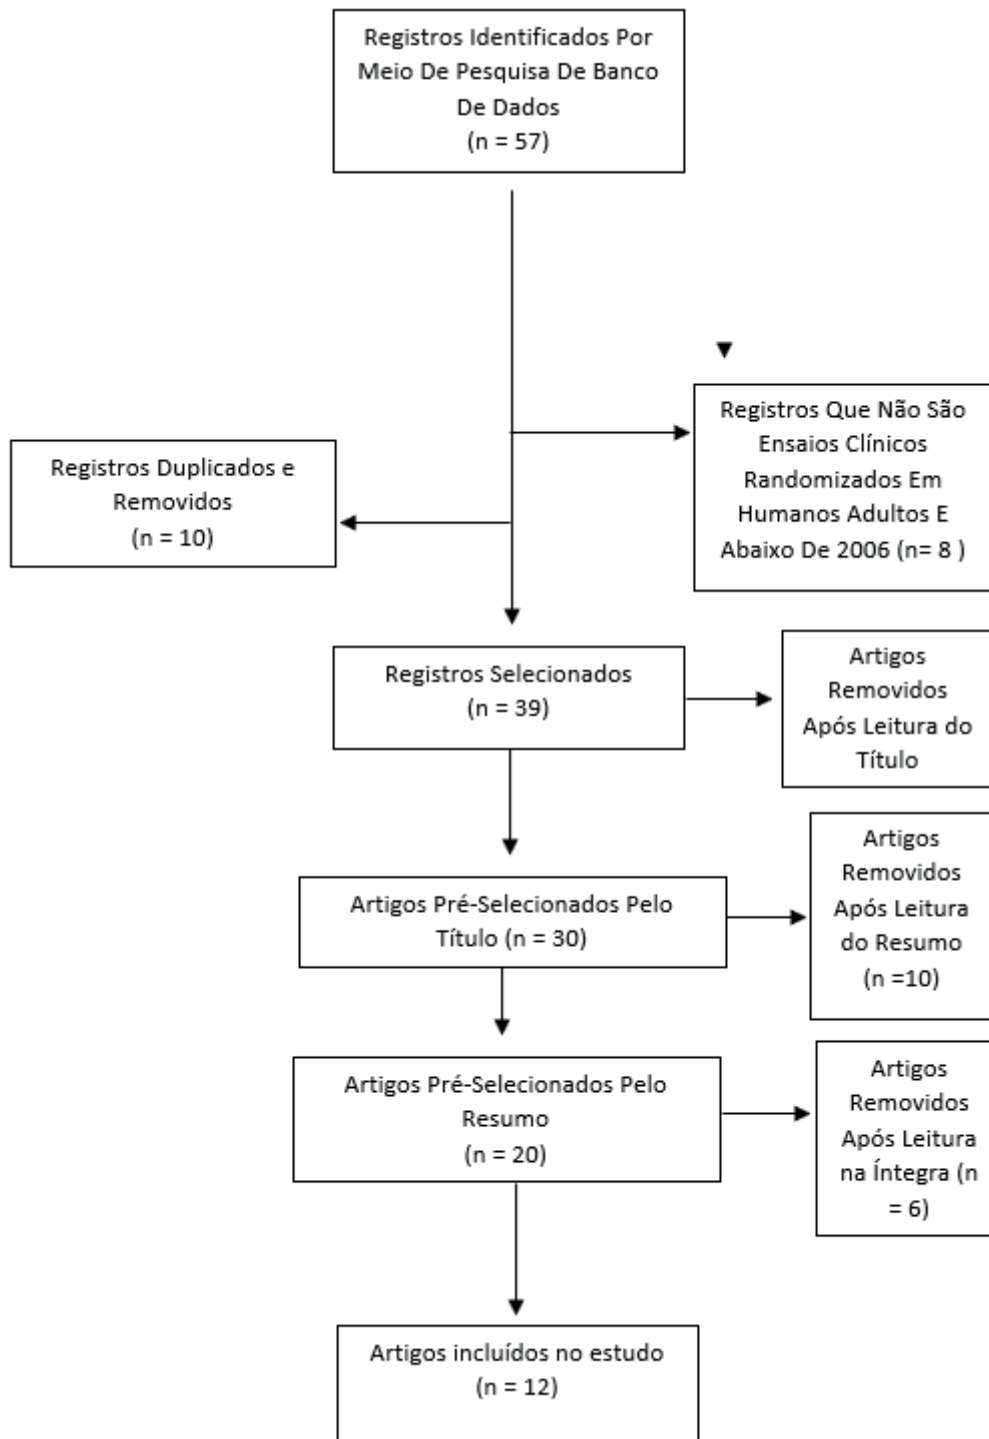 Registros Identificados Por
Meio De Pesquisa De Banco
De Dados
(n = 57)
Registros Que Não São
Ensaios Clínicos
Randomizados Em
Humanos Adultos E
Abaixo De 2006 (n= 8 )
Registros Duplicados e
Removidos
(n = 10)
Registros Selecionados
(n = 39)
Artigos
Removidos
Após Leitura do
Título
Artigos Pré-Selecionados Pelo
Título (n = 30)
Artigos
Removidos
Após Leitura
do Resumo
(n =10)
Artigos Pré-Selecionados Pelo
Resumo
(n = 20)
Artigos
Removidos
Após Leitura
na Íntegra (n
= 6)
Artigos incluídos no estudo
(n = 12)